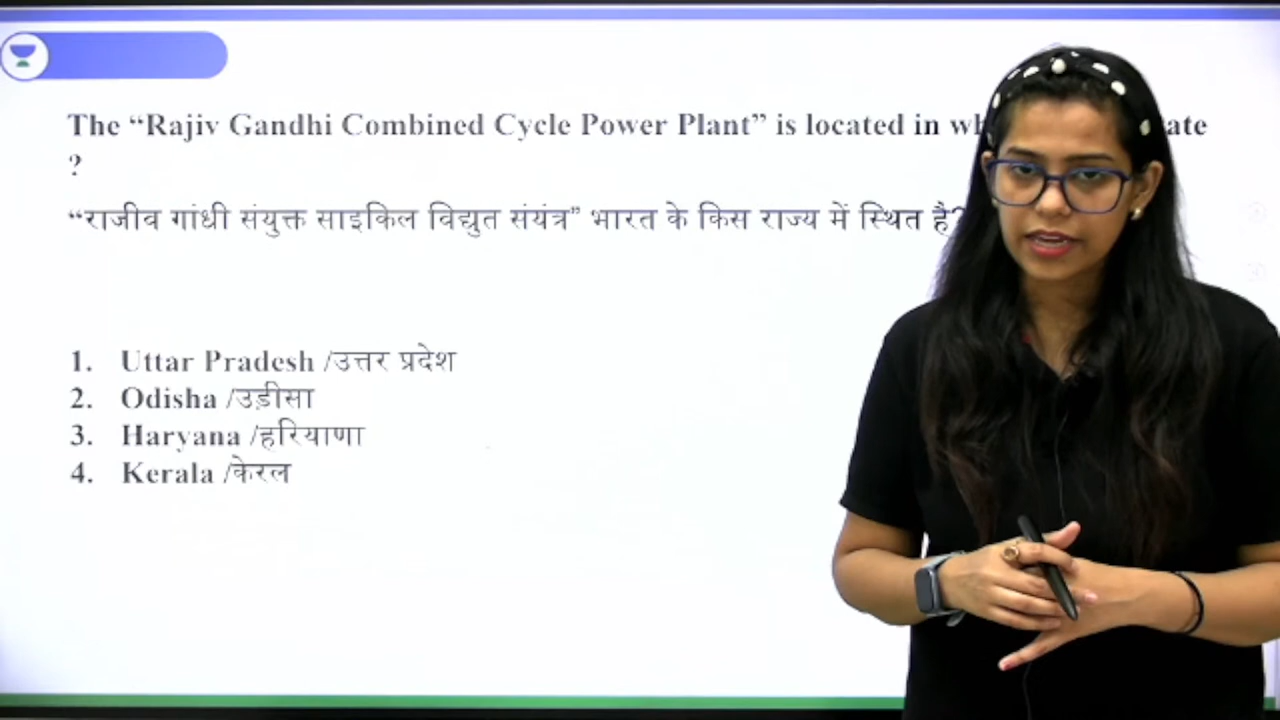 The “Rajiv Gandhi Combined Cycle Power Plant” is located in
?
“राजीव गांधी संयुक्त साइकिल विद्युत संयंत्र” भारत के किस राज्य में स्थित है?
1. Uttar Pradesh /उत्तर प्रदेश
2. Odisha /उड़ीसा
3. Haryana /हरियाणा
4. Kerala /केरल